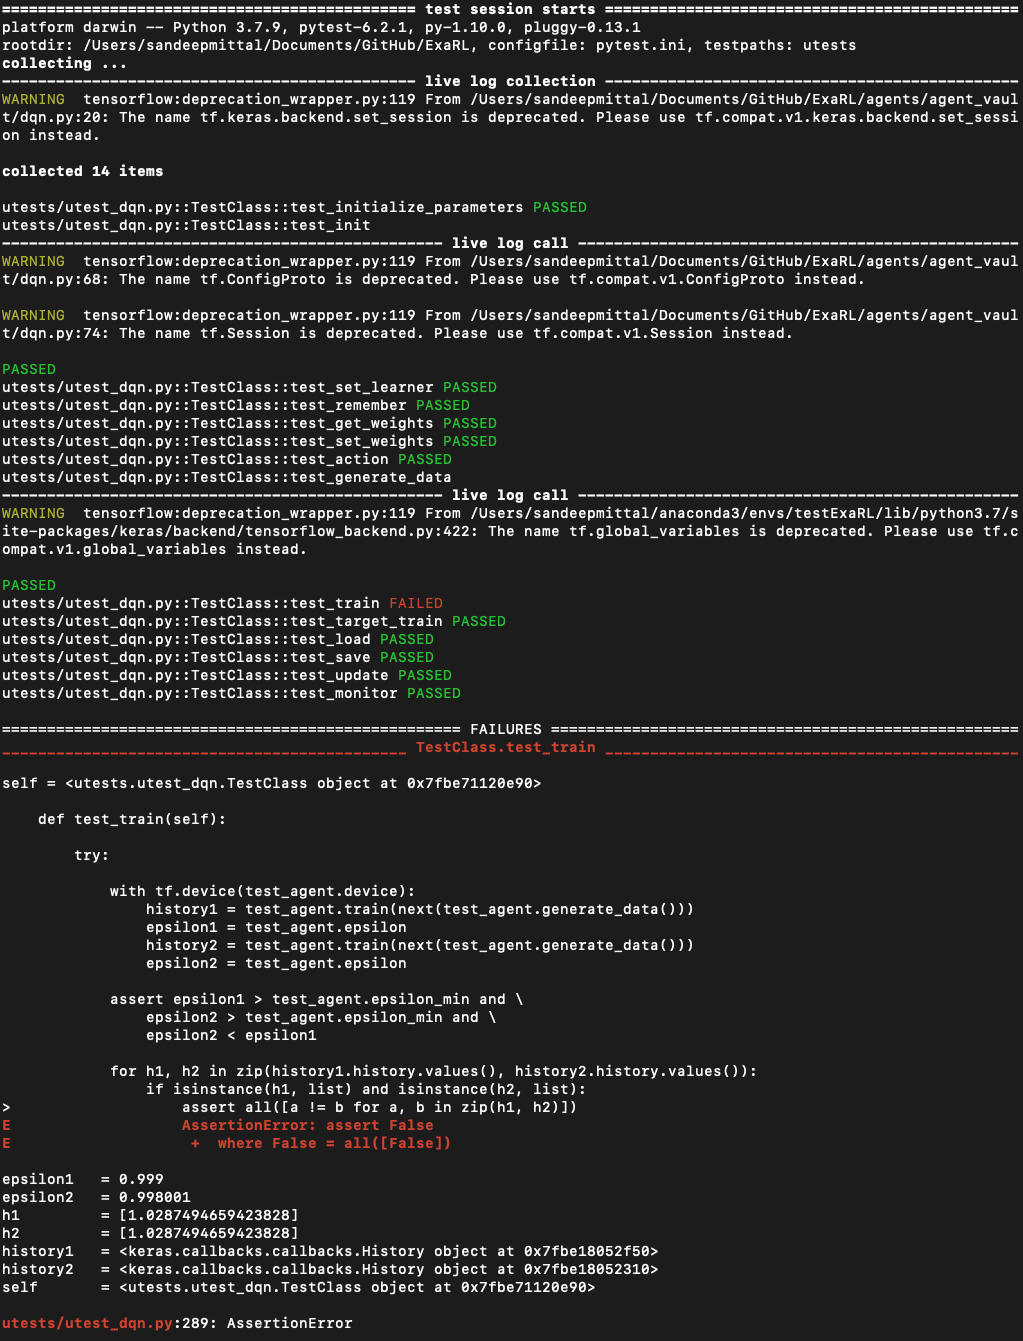 ============================================== test session starts ==============================================
platform darwin -- Python 3.7.9, pytest-6.2.1, py-1.10.0, pluggy-0.13.1
rootdir: /Users/sandeepmittal/Documents/GitHub/ExaRL, configfile: pytest.ini, testpaths: utests
collecting ...
---------------------------------------------- live log collection ----------------------------------------------
WARNING  tensorflow:deprecation_wrapper.py:119 From /Users/sandeepmittal/Documents/GitHub/ExaRL/agents/agent_vaul
t/dqn.py:20: The name tf.keras.backend.set_session is deprecated. Please use tf.compat.v1.keras.backend.set_sessi
on instead.

collected 14 items

utests/utest_dqn.py::TestClass::test_initialize_parameters PASSED
utests/utest_dqn.py::TestClass::test_init
------------------------------------------------- live log call -------------------------------------------------
WARNING  tensorflow:deprecation_wrapper.py:119 From /Users/sandeepmittal/Documents/GitHub/ExaRL/agents/agent_vaul
t/dqn.py:68: The name tf.ConfigProto is deprecated. Please use tf.compat.v1.ConfigProto instead.

WARNING  tensorflow:deprecation_wrapper.py:119 From /Users/sandeepmittal/Documents/GitHub/ExaRL/agents/agent_vaul
t/dqn.py:74: The name tf.Session is deprecated. Please use tf.compat.v1.Session instead.

PASSED
utests/utest_dqn.py::TestClass::test_set_learner PASSED
utests/utest_dqn.py::TestClass::test_remember PASSED
utests/utest_dqn.py::TestClass::test_get_weights PASSED
utests/utest_dqn.py::TestClass::test_set_weights PASSED
utests/utest_dqn.py::TestClass::test_action PASSED
utests/utest_dqn.py::TestClass::test_generate_data
------------------------------------------------- live log call -------------------------------------------------
WARNING  tensorflow:deprecation_wrapper.py:119 From /Users/sandeepmittal/anaconda3/envs/testExaRL/lib/python3.7/s
ite-packages/keras/backend/tensorflow_backend.py:422: The name tf.global_variables is deprecated. Please use tf.c
ompat.v1.global_variables instead.

PASSED
utests/utest_dqn.py::TestClass::test_train FAILED
utests/utest_dqn.py::TestClass::test_target_train PASSED
utests/utest_dqn.py::TestClass::test_load PASSED
utests/utest_dqn.py::TestClass::test_save PASSED
utests/utest_dqn.py::TestClass::test_update PASSED
utests/utest_dqn.py::TestClass::test_monitor PASSED

=================================================== FAILURES ====================================================
_____________________________________________ TestClass.test_train ______________________________________________

self = <utests.utest_dqn.TestClass object at 0x7fbe71120e90>

    def test_train(self):

        try:

            with tf.device(test_agent.device):
                history1 = test_agent.train(next(test_agent.generate_data()))
                epsilon1 = test_agent.epsilon
                history2 = test_agent.train(next(test_agent.generate_data()))
                epsilon2 = test_agent.epsilon

            assert epsilon1 > test_agent.epsilon_min and \
                epsilon2 > test_agent.epsilon_min and \
                epsilon2 < epsilon1

            for h1, h2 in zip(history1.history.values(), history2.history.values()):
                if isinstance(h1, list) and isinstance(h2, list):
>                   assert all([a != b for a, b in zip(h1, h2)])
E                   AssertionError: assert False
E                    +  where False = all([False])

epsilon1   = 0.999
epsilon2   = 0.998001
h1         = [1.0287494659423828]
h2         = [1.0287494659423828]
history1   = <keras.callbacks.callbacks.History object at 0x7fbe18052f50>
history2   = <keras.callbacks.callbacks.History object at 0x7fbe18052310>
self       = <utests.utest_dqn.TestClass object at 0x7fbe71120e90>

utests/utest_dqn.py:289: AssertionError